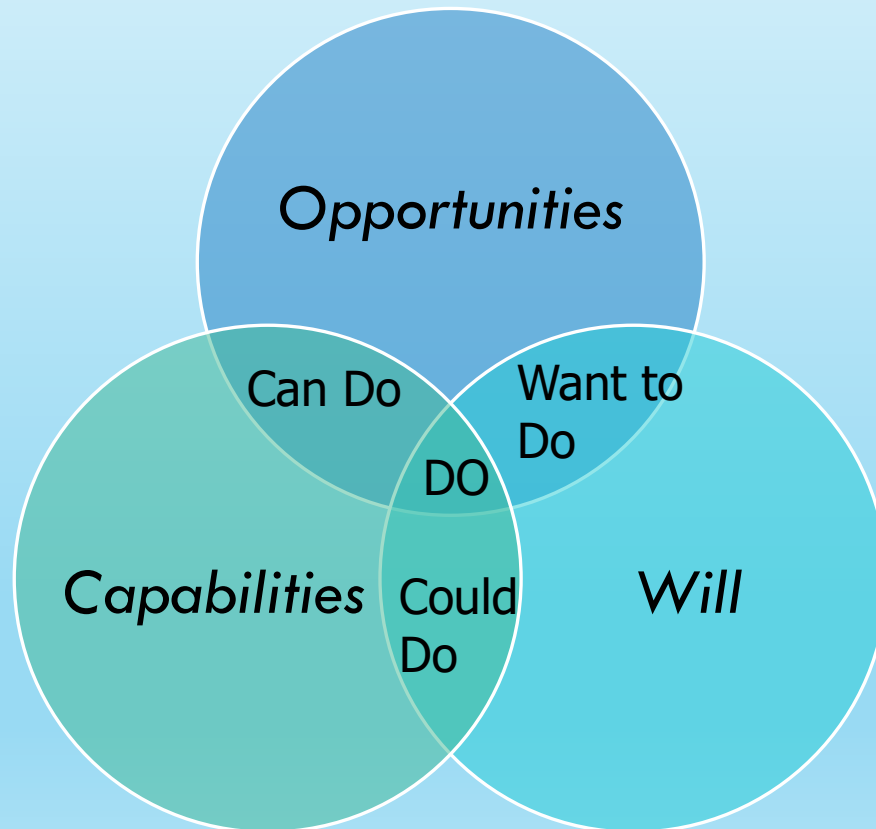 Opportunities
Can Do
Want to
Do
DO
Capabilities
Could
Do
Will